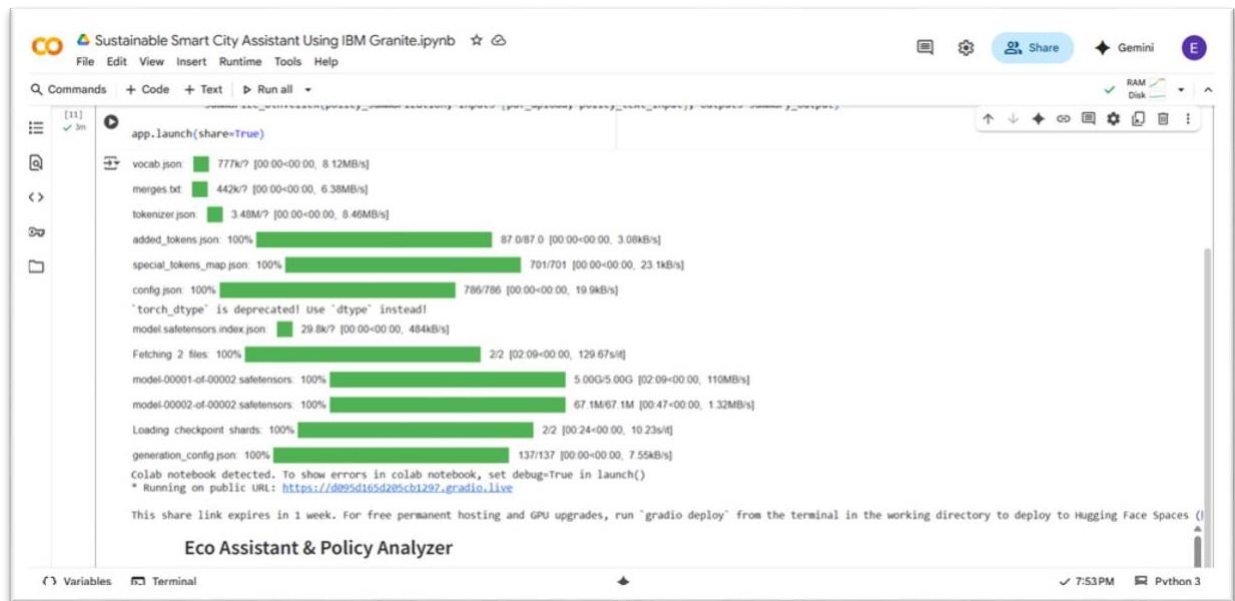 CO Sustainable Smart City Assistant Using IBM Granite.ipynb
File Edit View Insert Runtime Tools Help
Share Gemini E
Commands + Code + Text Run all
RAM
Disk
[11]
3m
app.launch(share=True)
vocab.json: 777k/? [00:00<00:00, 8.12MB/s]
merges.txt: 442k/? [00:00<00:00, 6.38MB/s]
tokenizer.json: 3.48M/? [00:00<00:00, 8.46MB/s]
added_tokens.json: 100% 87.0/87.0 [00:00<00:00, 3.08kB/s]
special_tokens_map.json: 100% 701/701 [00:00<00:00, 23.1kB/s]
config.json: 100% 786/786 [00:00<00:00, 19.9kB/s]
`torch_dtype` is deprecated! Use `dtype` instead!
model.safetensors.index.json: 29.8k/? [00:00<00:00, 484kB/s]
Fetching 2 files: 100% 2/2 [02:09<00:00, 129.67s/it]
model-00001-of-00002.safetensors: 100% 5.00G/5.00G [02:09<00:00, 110MB/s]
model-00002-of-00002.safetensors: 100% 67.1M/67.1M [00:47<00:00, 1.32MB/s]
Loading checkpoint shards: 100% 2/2 [00:24<00:00, 10.23s/it]
generation_config.json: 100% 137/137 [00:00<00:00, 7.55kB/s]
Colab notebook detected. To show errors in colab notebook, set debug=True in launch()
* Running on public URL: https://d095d165d205cb1297.gradio.live
This share link expires in 1 week. For free permanent hosting and GPU upgrades, run `gradio deploy` from the terminal in the working directory to deploy to Hugging Face Spaces (
Eco Assistant & Policy Analyzer
Variables Terminal 7:53 PM Python 3